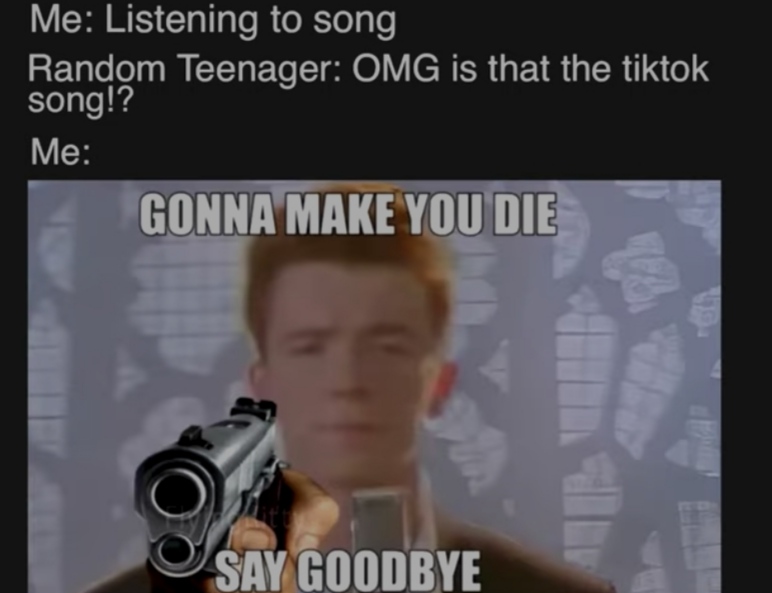 Me: Listening to song
Random Teenager: OMG is that the tiktok
song!?
Me:
GONNA MAKE YOU DIE
SAY GOODBYE